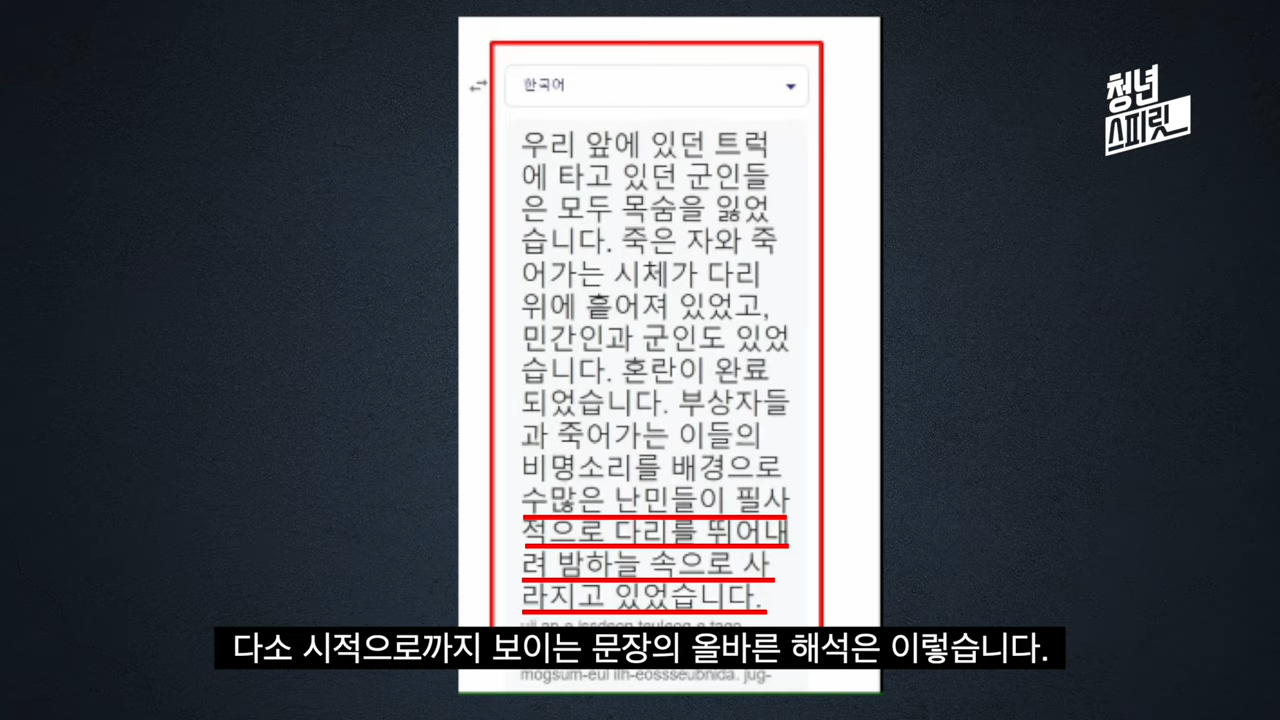 청년
스피릿
한국어
우리 앞에 있던 트럭
에 타고 있던 군인들
은 모두 목숨을 잃었
습니다. 죽은 자와 죽
어가는 시체가 다리
위에 흩어져 있었고,
민간인과 군인도 있었
습니다. 혼란이 완료
되었습니다. 부상자들
과 죽어가는 이들의
비명소리를 배경으로
수많은 난민들이 필사
적으로 다리를 뛰어내
려 밤하늘 속으로 사
라지고 있었습니다.
다소 시적으로까지 보이는 문장의 올바른 해석은 이렇습니다.
mogsum-eul ilh-eossseubnida. jug-